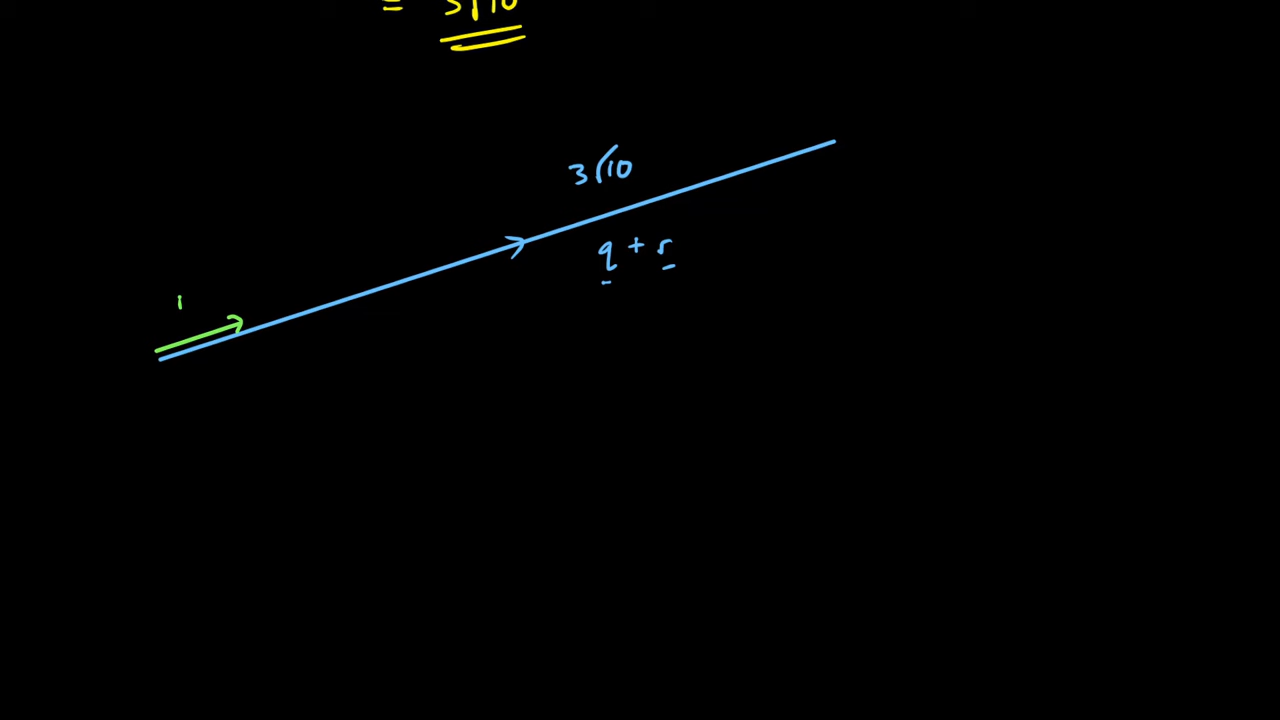 = 3√10
3√10
q + r
1